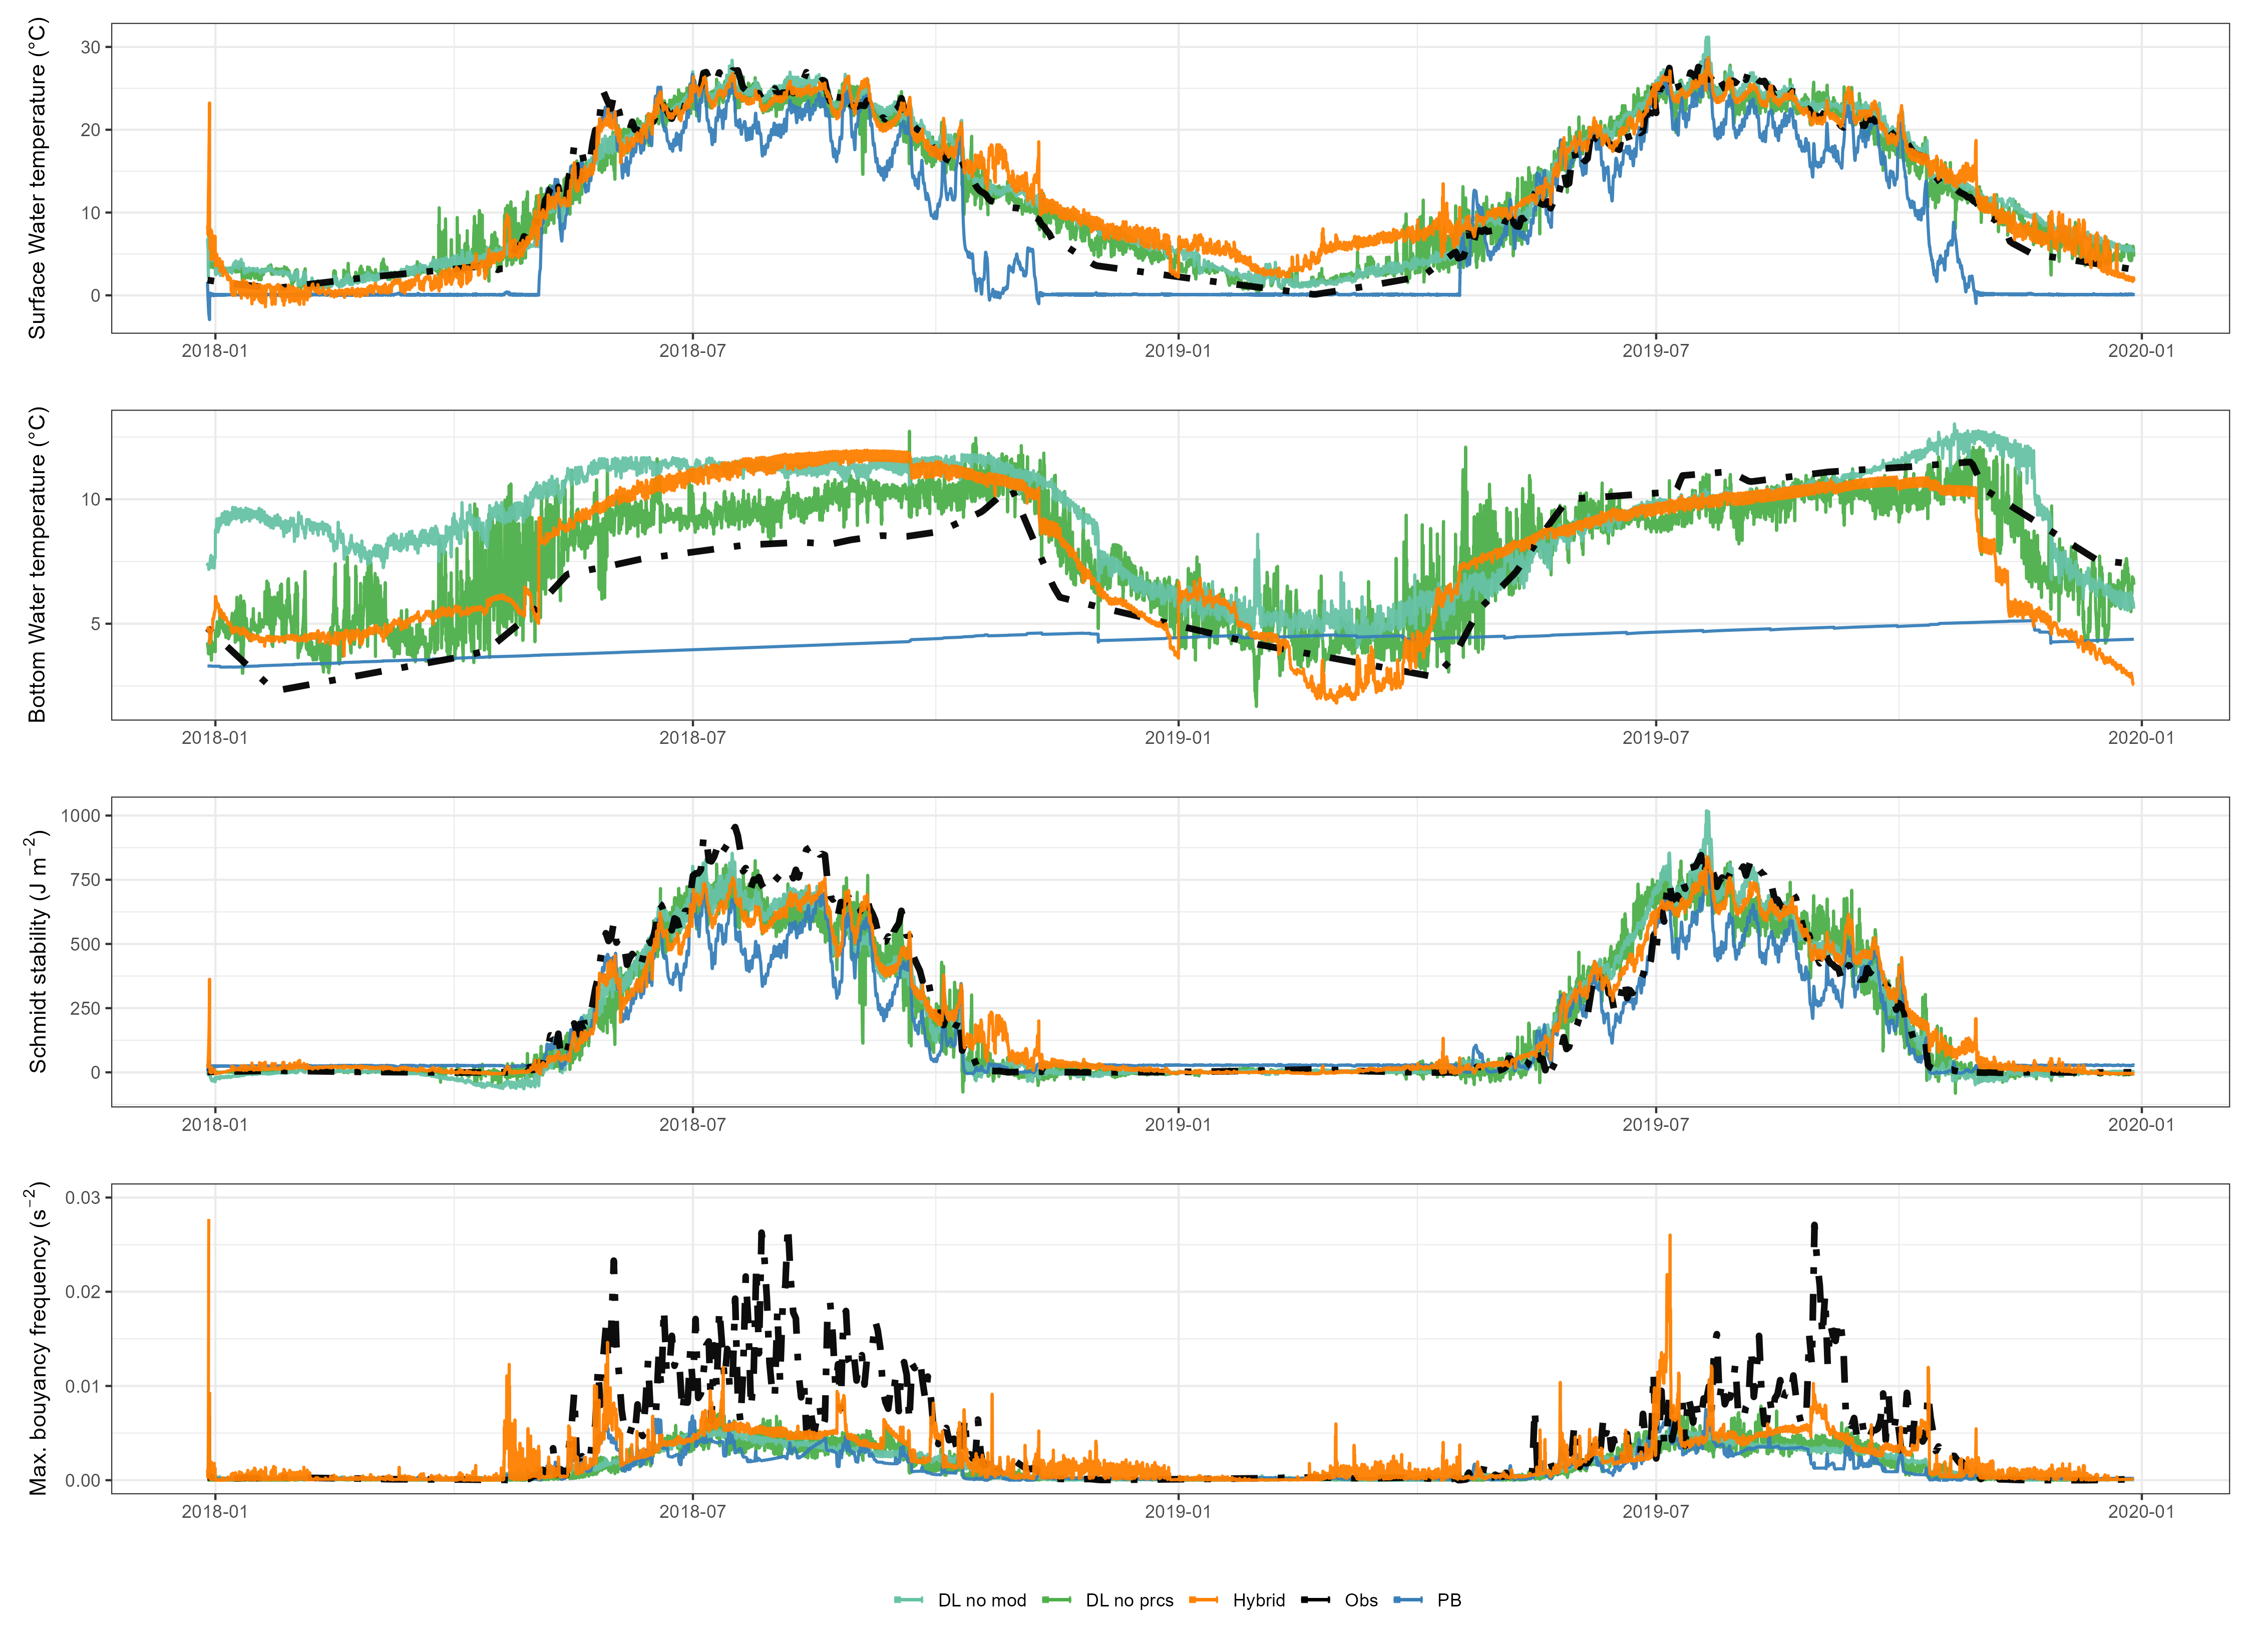 Surface Water temperature (°C)
30
20
10
0
2018-01 2018-07 2019-01 2019-07 2020-01
Bottom Water temperature (°C)
10
5
2018-01 2018-07 2019-01 2019-07 2020-01
Schmidt stability (J m⁻²)
1000
750
500
250
0
2018-01 2018-07 2019-01 2019-07 2020-01
Max. bouyancy frequency (s⁻²)
0.03
0.02
0.01
0.00
2018-01 2018-07 2019-01 2019-07 2020-01
DL no mod DL no prcs Hybrid Obs PB